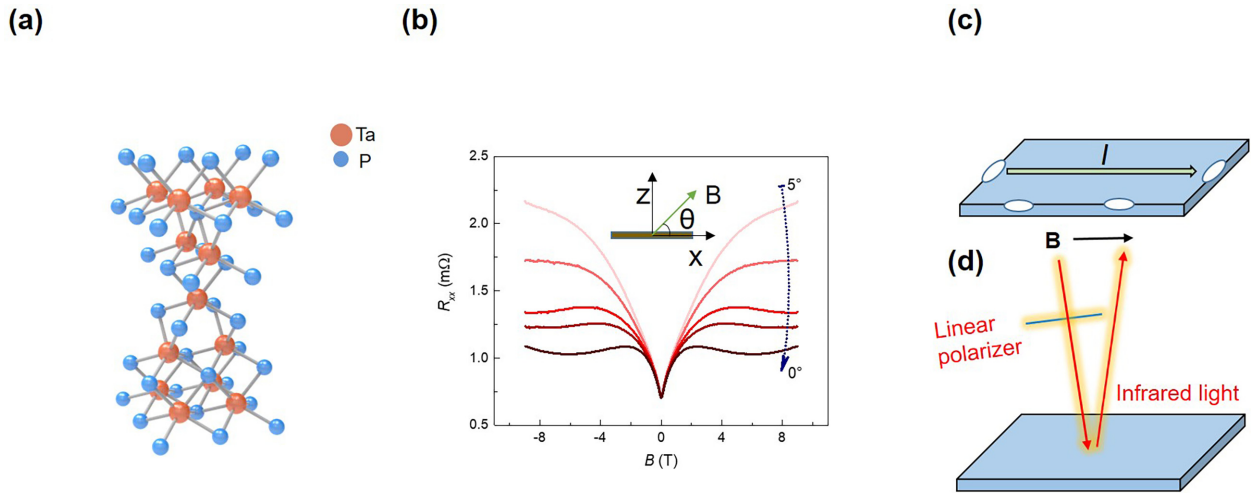 (a)
Ta
P
(b)
2.5
2.0
1.5
1.0
0.5
Rxx (mΩ)
-8
-4
0
4
8
B (T)
z
B
θ
x
5°
0°
(c)
I
(d)
B
Linear
polarizer
Infrared light